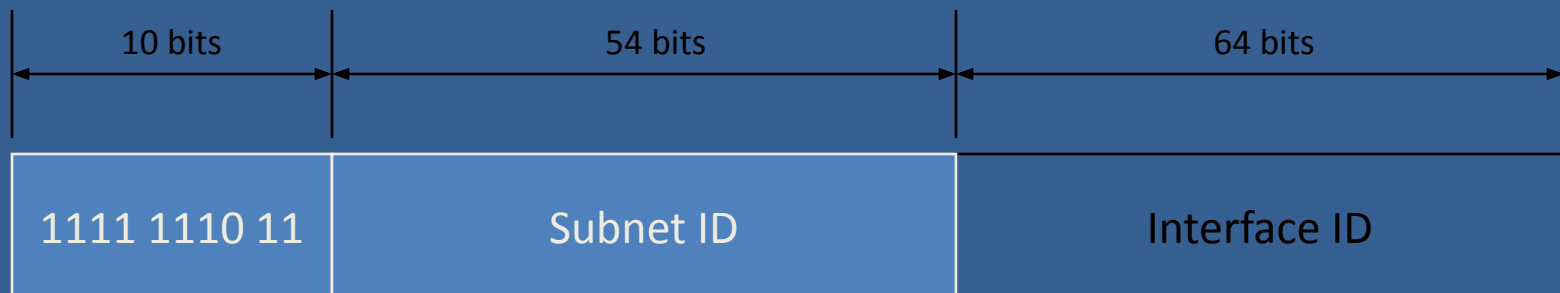 10 bits 54 bits 64 bits
1111 1110 11 Subnet ID Interface ID